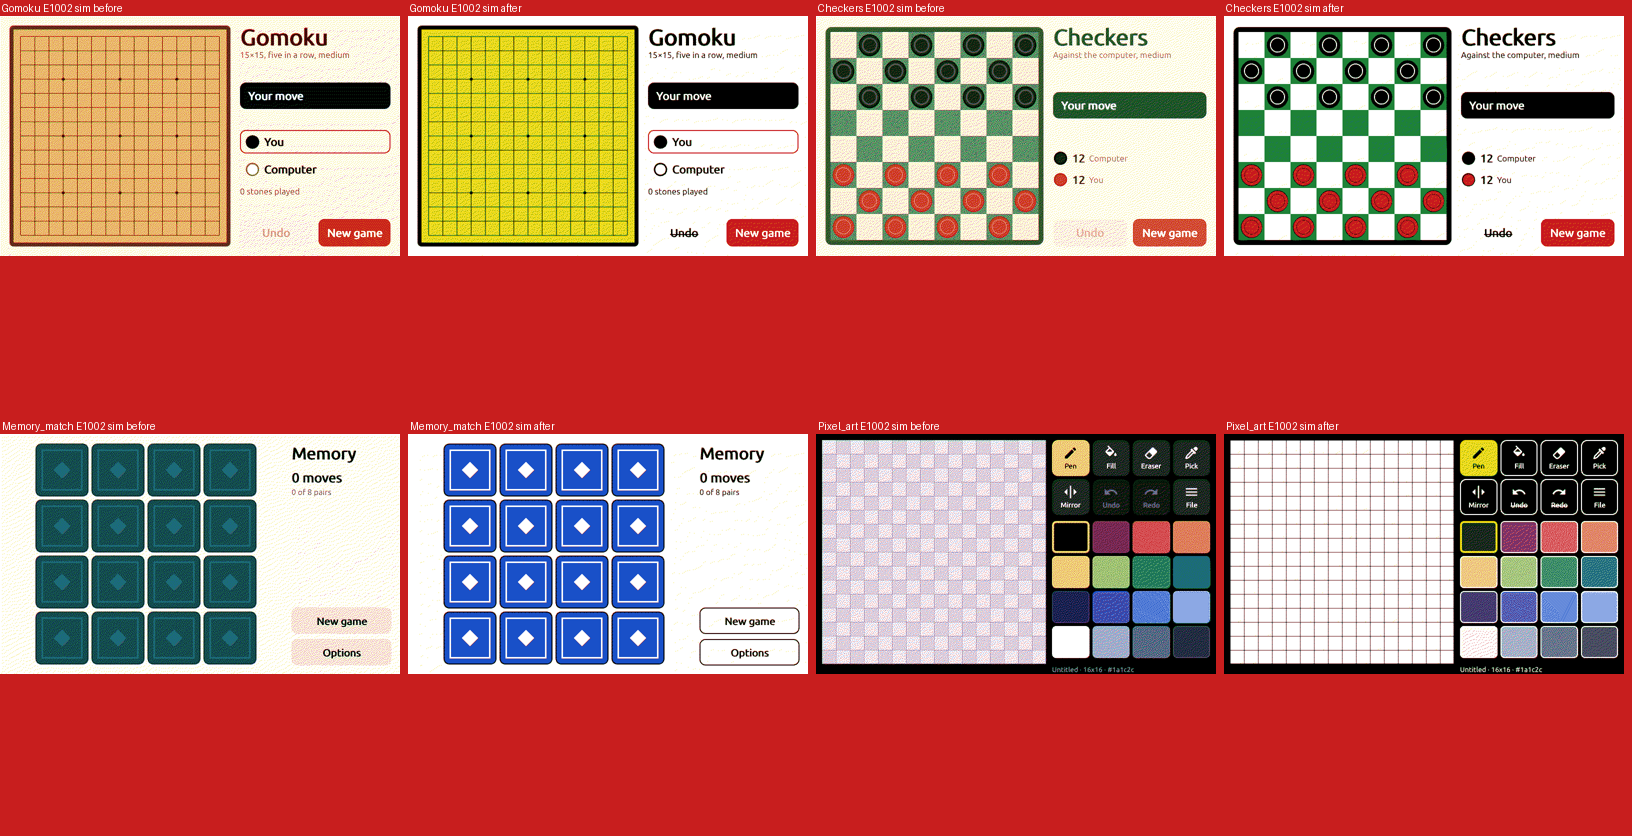 Gomoku E1002 sim before
Gomoku
15×15, five in a row, medium
Your move
You
Computer
0 stones played
Undo
New game
Gomoku E1002 sim after
Gomoku
15×15, five in a row, medium
Your move
You
Computer
0 stones played
Undo
New game
Checkers E1002 sim before
Checkers
Against the computer, medium
Your move
12 Computer
12 You
Undo
New game
Checkers E1002 sim after
Checkers
Against the computer, medium
Your move
12 Computer
12 You
Undo
New game
Memory_match E1002 sim before
Memory
0 moves
0 of 8 pairs
New game
Options
Memory_match E1002 sim after
Memory
0 moves
0 of 8 pairs
New game
Options
Pixel_art E1002 sim before
Pen Fill Eraser Pick
Mirror Undo Redo File
Untitled · 16x16 · #1a1c2c
Pixel_art E1002 sim after
Pen Fill Eraser Pick
Mirror Undo Redo File
Untitled · 16x16 · #1a1c2c